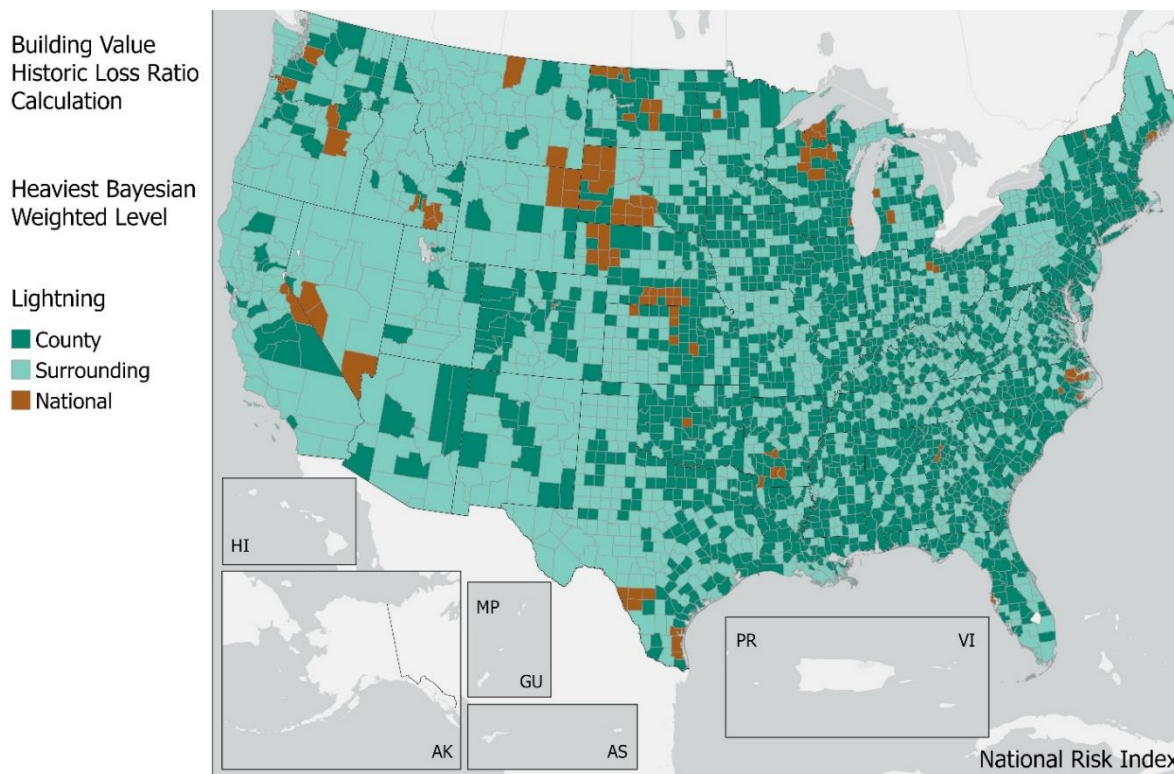 Building Value
Historic Loss Ratio
Calculation
Heaviest Bayesian
Weighted Level
Lightning
County
Surrounding
National
HI
AK
MP
GU
AS
PR
VI
National Risk Index